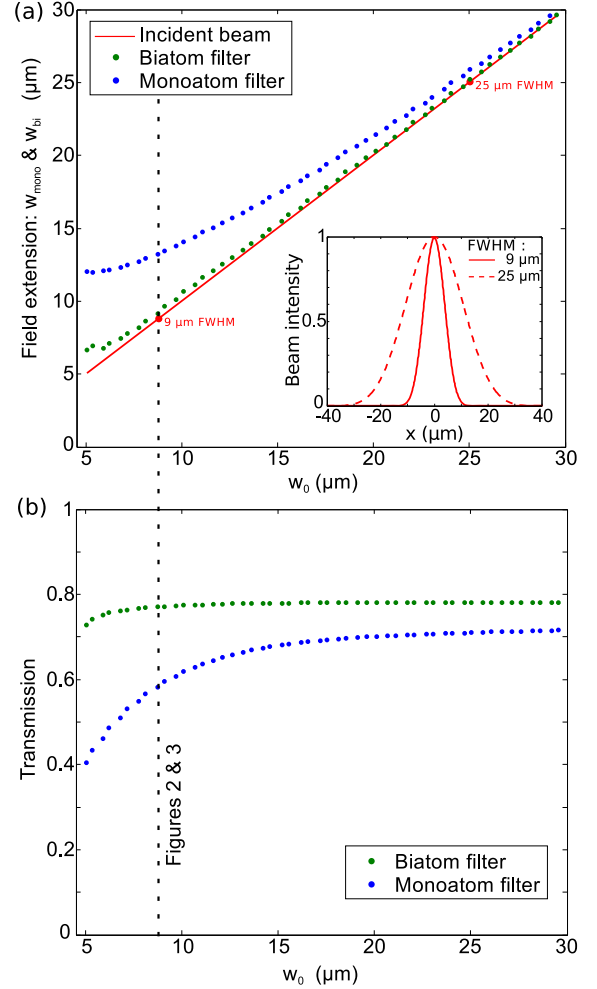 (a)
30
25
20
15
10
5
0
Field extension: w_mono & w_bi (µm)
Incident beam
Biatom filter
Monoatom filter
25 µm FWHM
9 µm FWHM
1
0.5
0
Beam intensity
FWHM :
9 µm
25 µm
-40 -20 0 20 40
x (µm)
5 10 15 20 25 30
w_0 (µm)
(b)
1
0.8
0.6
0.4
0.2
0
Transmission
Figures 2 & 3
Biatom filter
Monoatom filter
5 10 15 20 25 30
w_0 (µm)